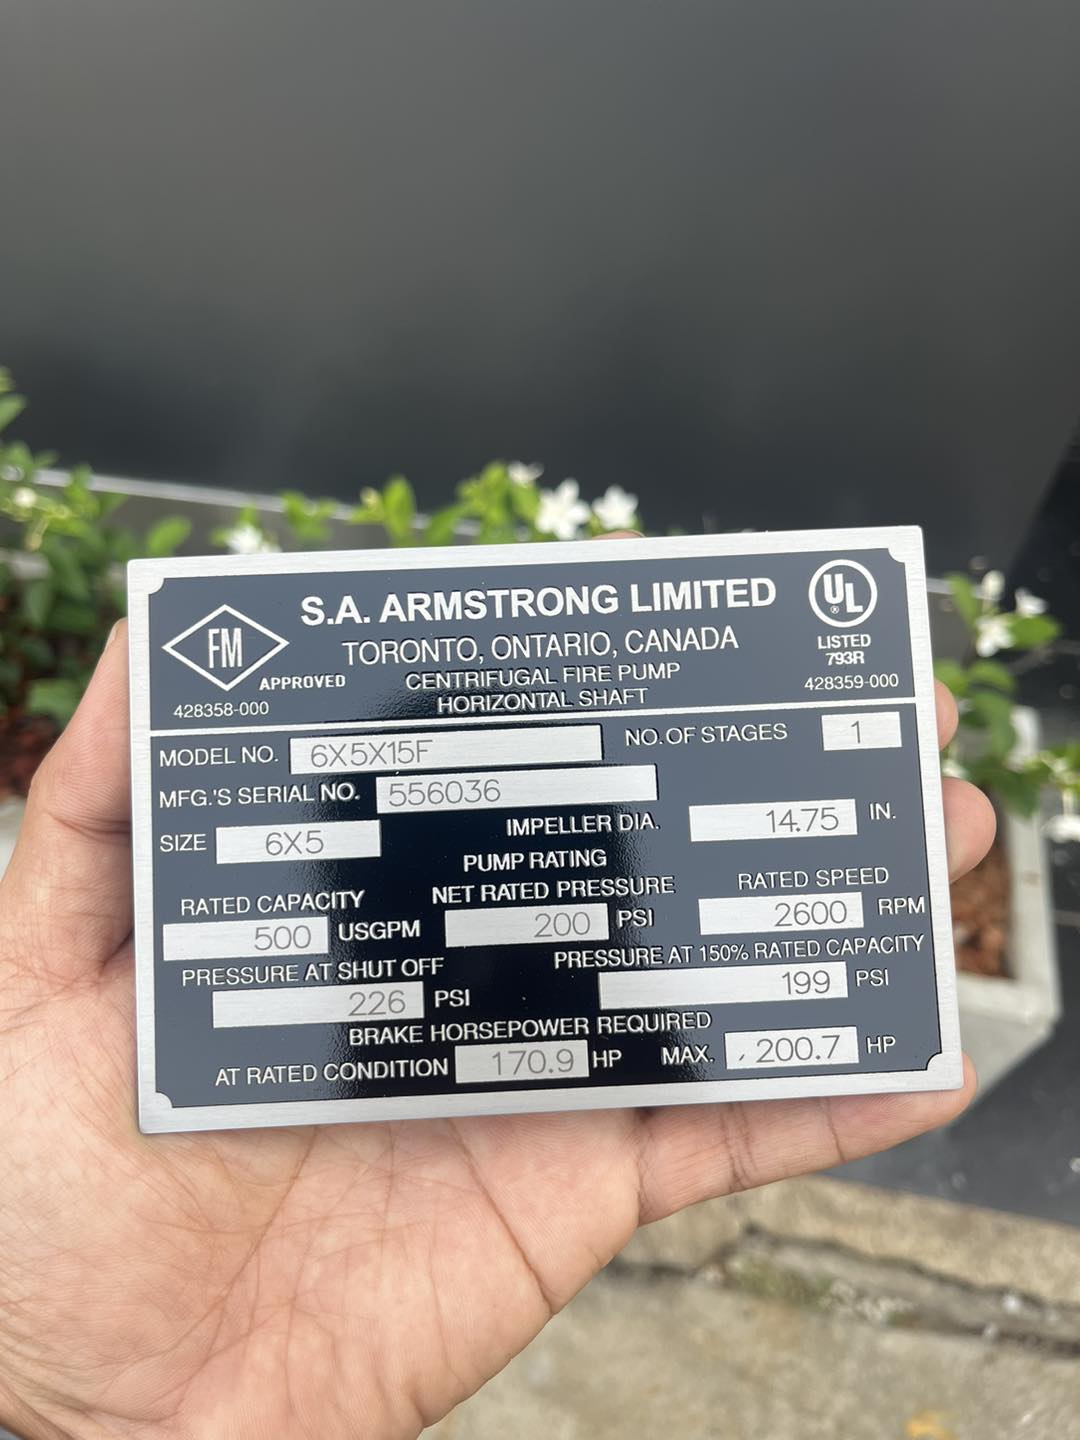 FM
APPROVED
428358-000
S.A. ARMSTRONG LIMITED
TORONTO, ONTARIO, CANADA
CENTRIFUGAL FIRE PUMP
HORIZONTAL SHAFT
UL
®
LISTED
793R
428359-000
MODEL NO. 6X5X15F NO. OF STAGES 1
MFG.'S SERIAL NO. 556036
SIZE 6X5 IMPELLER DIA. 14.75 IN.
PUMP RATING
RATED CAPACITY NET RATED PRESSURE RATED SPEED
500 USGPM 200 PSI 2600 RPM
PRESSURE AT SHUT OFF PRESSURE AT 150% RATED CAPACITY
226 PSI 199 PSI
BRAKE HORSEPOWER REQUIRED
AT RATED CONDITION 170.9 HP MAX. 200.7 HP